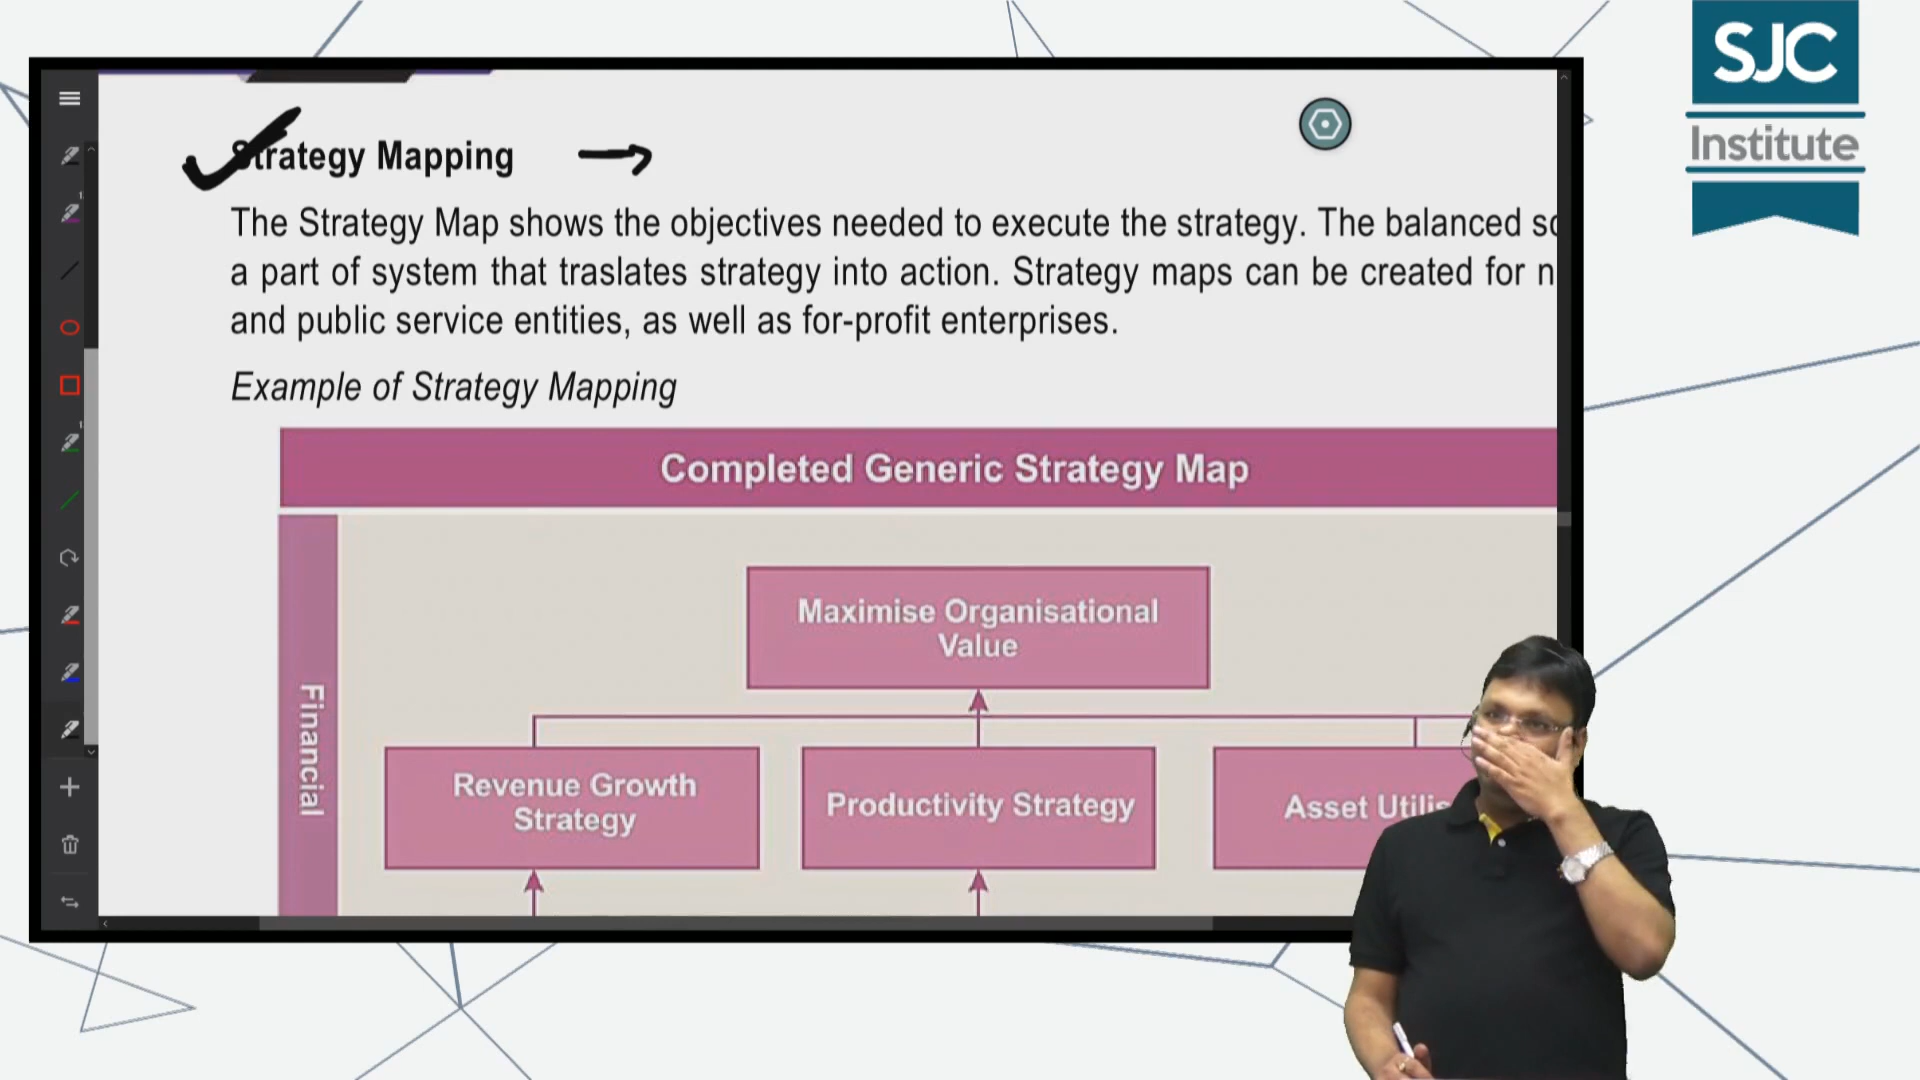 SJC
Institute
Strategy Mapping
The Strategy Map shows the objectives needed to execute the strategy. The balanced
a part of system that traslates strategy into action. Strategy maps can be created for
and public service entities, as well as for-profit enterprises.
Example of Strategy Mapping
Completed Generic Strategy Map
Financial
Maximise Organisational
Value
Revenue Growth
Strategy
Productivity Strategy
Asset